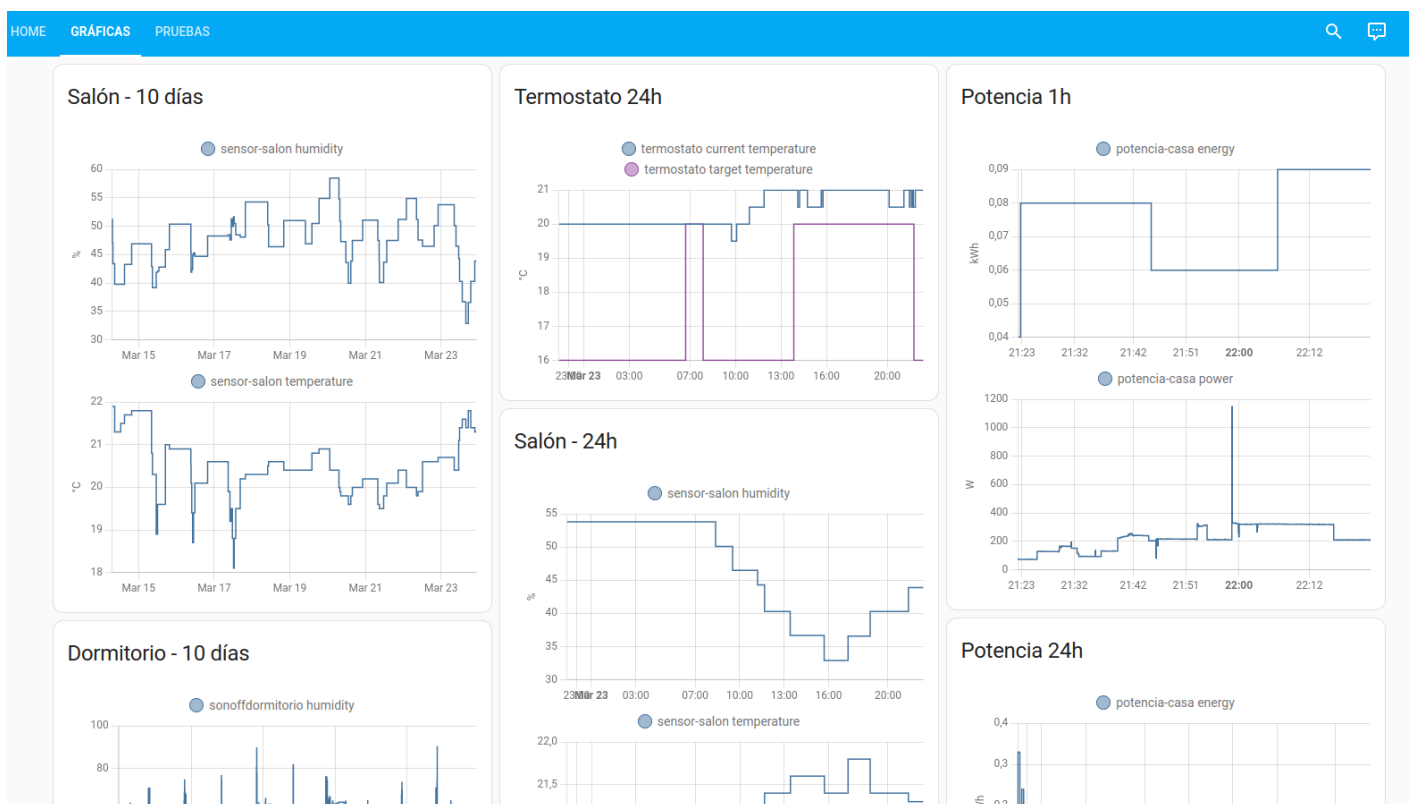 HOME GRÁFICAS PRUEBAS
Salón - 10 días
sensor-salon humidity
60
55
50
45
40
35
30
%
Mar 15 Mar 17 Mar 19 Mar 21 Mar 23
sensor-salon temperature
22
21
20
19
18
°C
Mar 15 Mar 17 Mar 19 Mar 21 Mar 23
Dormitorio - 10 días
sonoffdormitorio humidity
100
80
Termostato 24h
termostato current temperature
termostato target temperature
21
20
19
18
17
16
°C
Mar 23 03:00 07:00 10:00 13:00 16:00 20:00
Salón - 24h
sensor-salon humidity
55
50
45
40
35
30
%
Mar 23 03:00 07:00 10:00 13:00 16:00 20:00
sensor-salon temperature
22,0
21,5
Potencia 1h
potencia-casa energy
0,09
0,08
0,07
0,06
0,05
0,04
kWh
21:23 21:32 21:42 21:51 22:00 22:12
potencia-casa power
1200
1000
800
600
400
200
0
W
21:23 21:32 21:42 21:51 22:00 22:12
Potencia 24h
potencia-casa energy
0,4
0,3